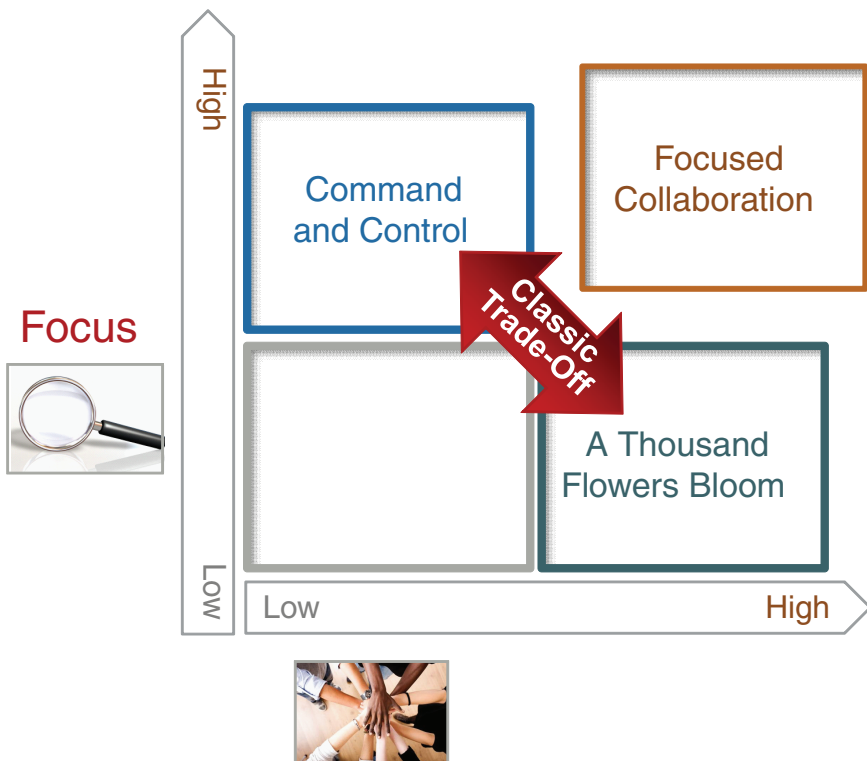 High
Command
and Control
Focused
Collaboration
Classic
Trade-Off
Focus
A Thousand
Flowers Bloom
Low
Low
High